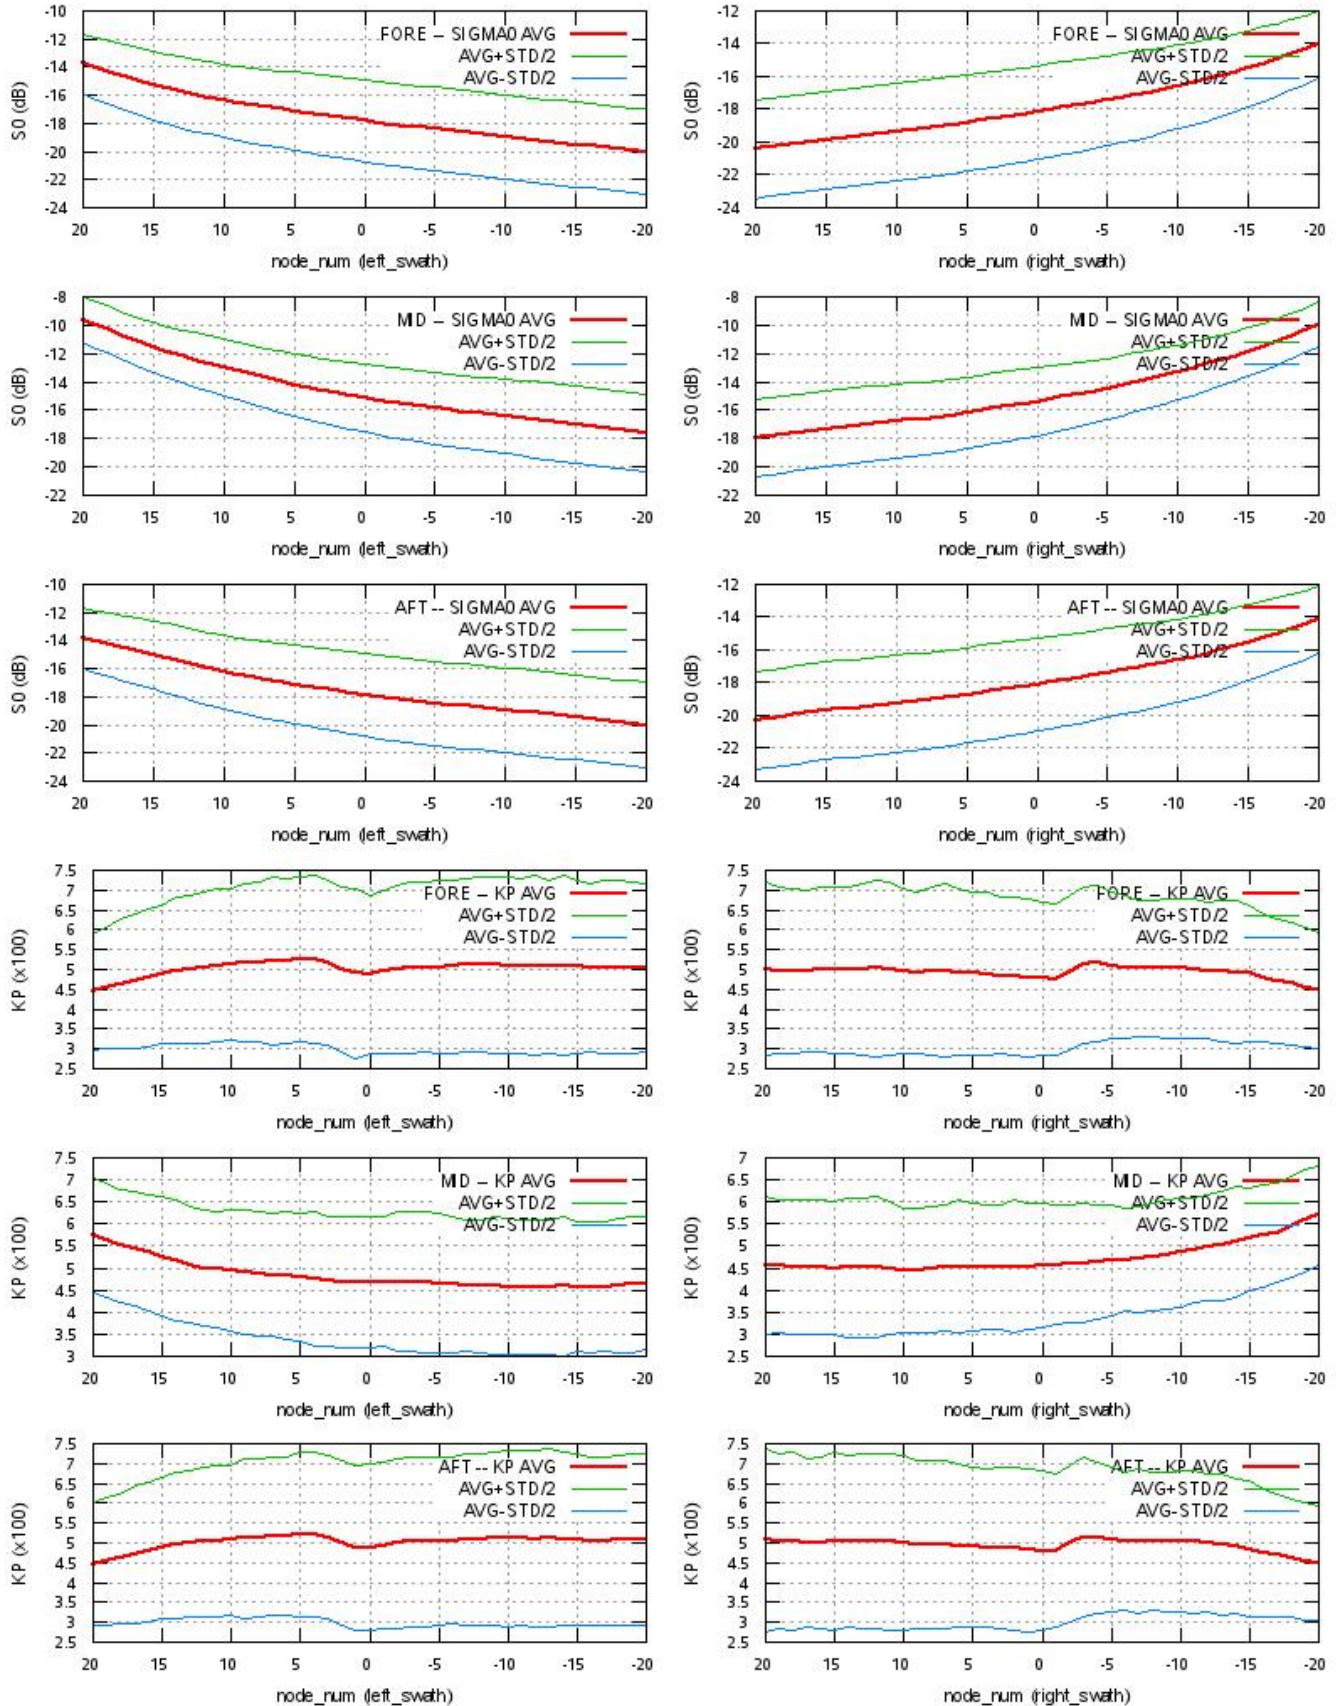 -10
-12
-14
-16
-18
-20
-22
-24
S0 (dB)
FORE -- SIGMA0 AVG
AVG+STD/2
AVG-STD/2
20 15 10 5 0 -5 -10 -15 -20
node_num (left_swath)
-12
-14
-16
-18
-20
-22
-24
S0 (dB)
FORE -- SIGMA0 AVG
AVG+STD/2
AVG-STD/2
20 15 10 5 0 -5 -10 -15 -20
node_num (right_swath)
-8
-10
-12
-14
-16
-18
-20
-22
S0 (dB)
MID -- SIGMA0 AVG
AVG+STD/2
AVG-STD/2
20 15 10 5 0 -5 -10 -15 -20
node_num (left_swath)
-8
-10
-12
-14
-16
-18
-20
-22
S0 (dB)
MID -- SIGMA0 AVG
AVG+STD/2
AVG-STD/2
20 15 10 5 0 -5 -10 -15 -20
node_num (right_swath)
-10
-12
-14
-16
-18
-20
-22
-24
S0 (dB)
AFT -- SIGMA0 AVG
AVG+STD/2
AVG-STD/2
20 15 10 5 0 -5 -10 -15 -20
node_num (left_swath)
-12
-14
-16
-18
-20
-22
-24
S0 (dB)
AFT -- SIGMA0 AVG
AVG+STD/2
AVG-STD/2
20 15 10 5 0 -5 -10 -15 -20
node_num (right_swath)
7.5
7
6.5
6
5.5
5
4.5
4
3.5
3
2.5
KP (x100)
FORE -- KP AVG
AVG+STD/2
AVG-STD/2
20 15 10 5 0 -5 -10 -15 -20
node_num (left_swath)
7.5
7
6.5
6
5.5
5
4.5
4
3.5
3
2.5
KP (x100)
FORE -- KP AVG
AVG+STD/2
AVG-STD/2
20 15 10 5 0 -5 -10 -15 -20
node_num (right_swath)
7.5
7
6.5
6
5.5
5
4.5
4
3.5
3
KP (x100)
MID -- KP AVG
AVG+STD/2
AVG-STD/2
20 15 10 5 0 -5 -10 -15 -20
node_num (left_swath)
7
6.5
6
5.5
5
4.5
4
3.5
3
2.5
KP (x100)
MID -- KP AVG
AVG+STD/2
AVG-STD/2
20 15 10 5 0 -5 -10 -15 -20
node_num (right_swath)
7.5
7
6.5
6
5.5
5
4.5
4
3.5
3
2.5
KP (x100)
AFT -- KP AVG
AVG+STD/2
AVG-STD/2
20 15 10 5 0 -5 -10 -15 -20
node_num (left_swath)
7.5
7
6.5
6
5.5
5
4.5
4
3.5
3
2.5
KP (x100)
AFT -- KP AVG
AVG+STD/2
AVG-STD/2
20 15 10 5 0 -5 -10 -15 -20
node_num (right_swath)